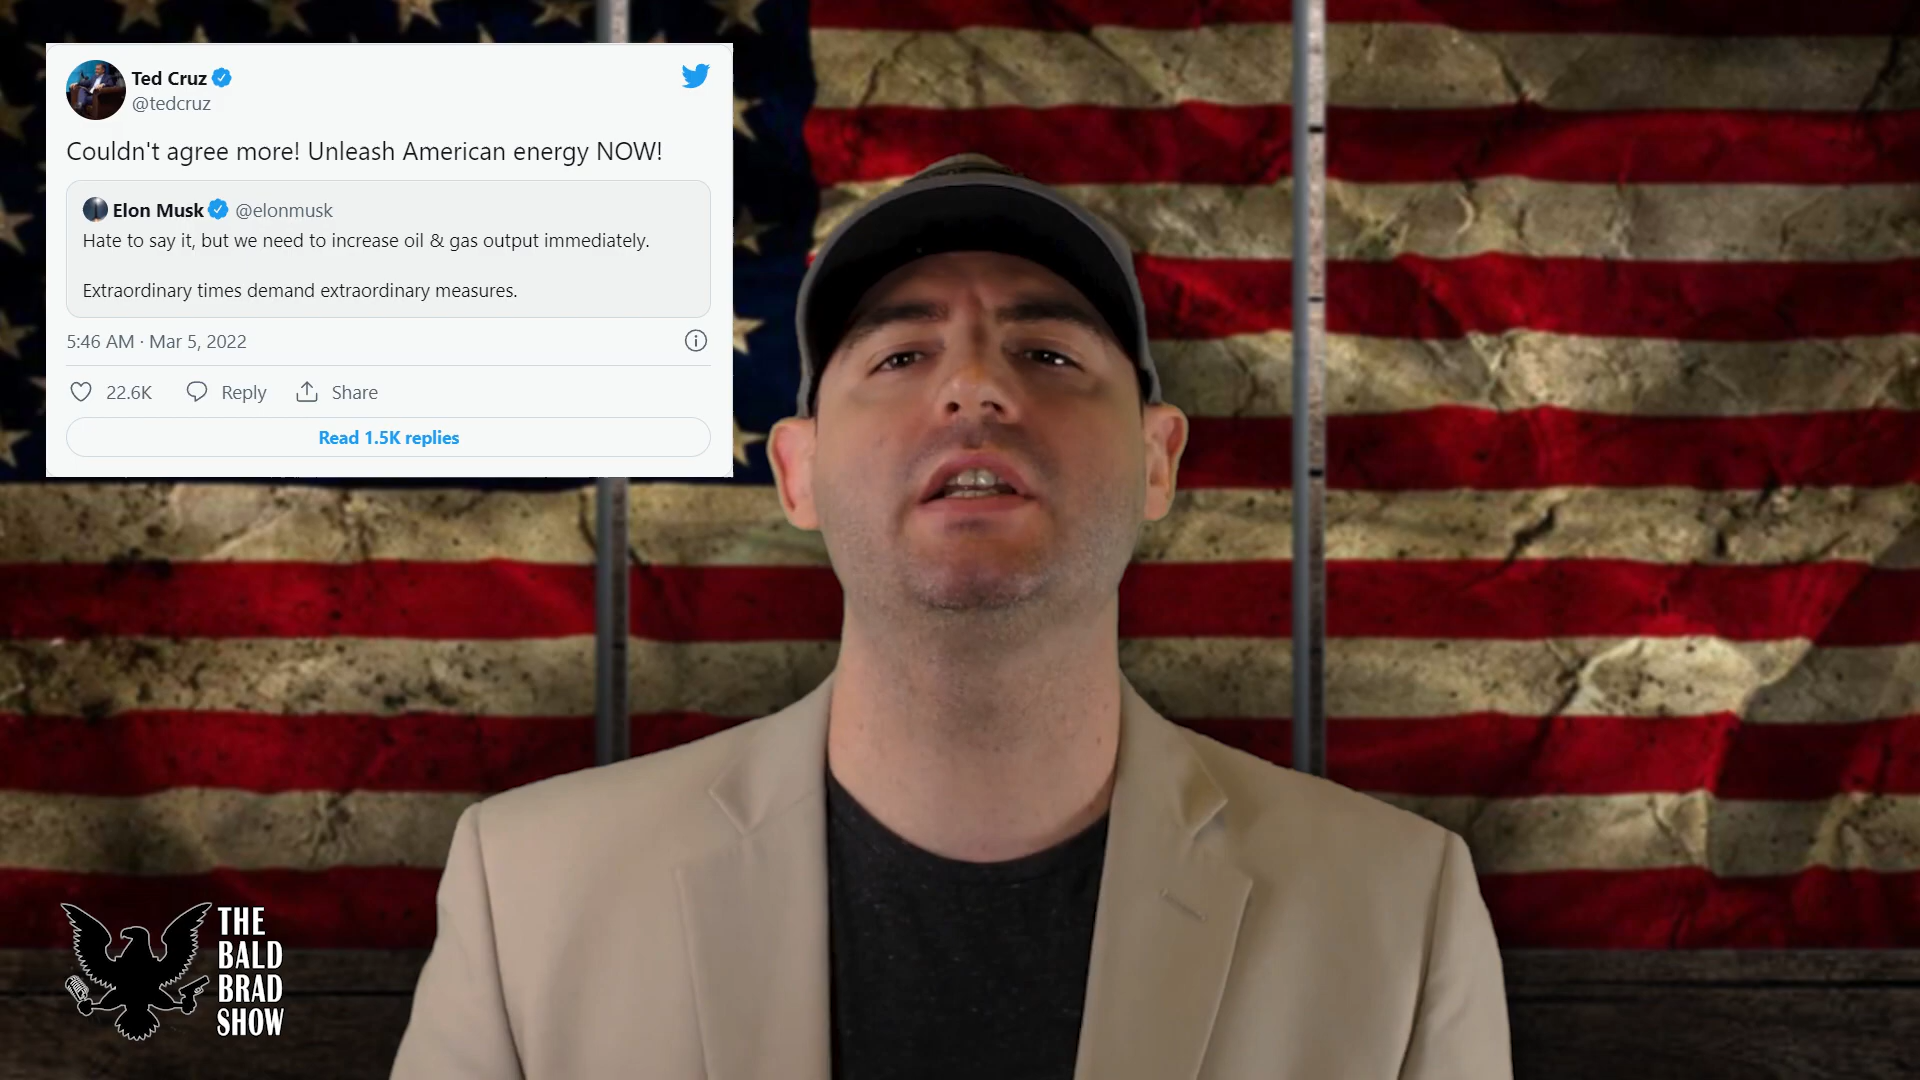 Ted Cruz
@tedcruz
Couldn't agree more! Unleash American energy NOW!
Elon Musk @elonmusk
Hate to say it, but we need to increase oil & gas output immediately.
Extraordinary times demand extraordinary measures.
5:46 AM · Mar 5, 2022
22.6K Reply Share
Read 1.5K replies
THE
BALD
BRAD
SHOW